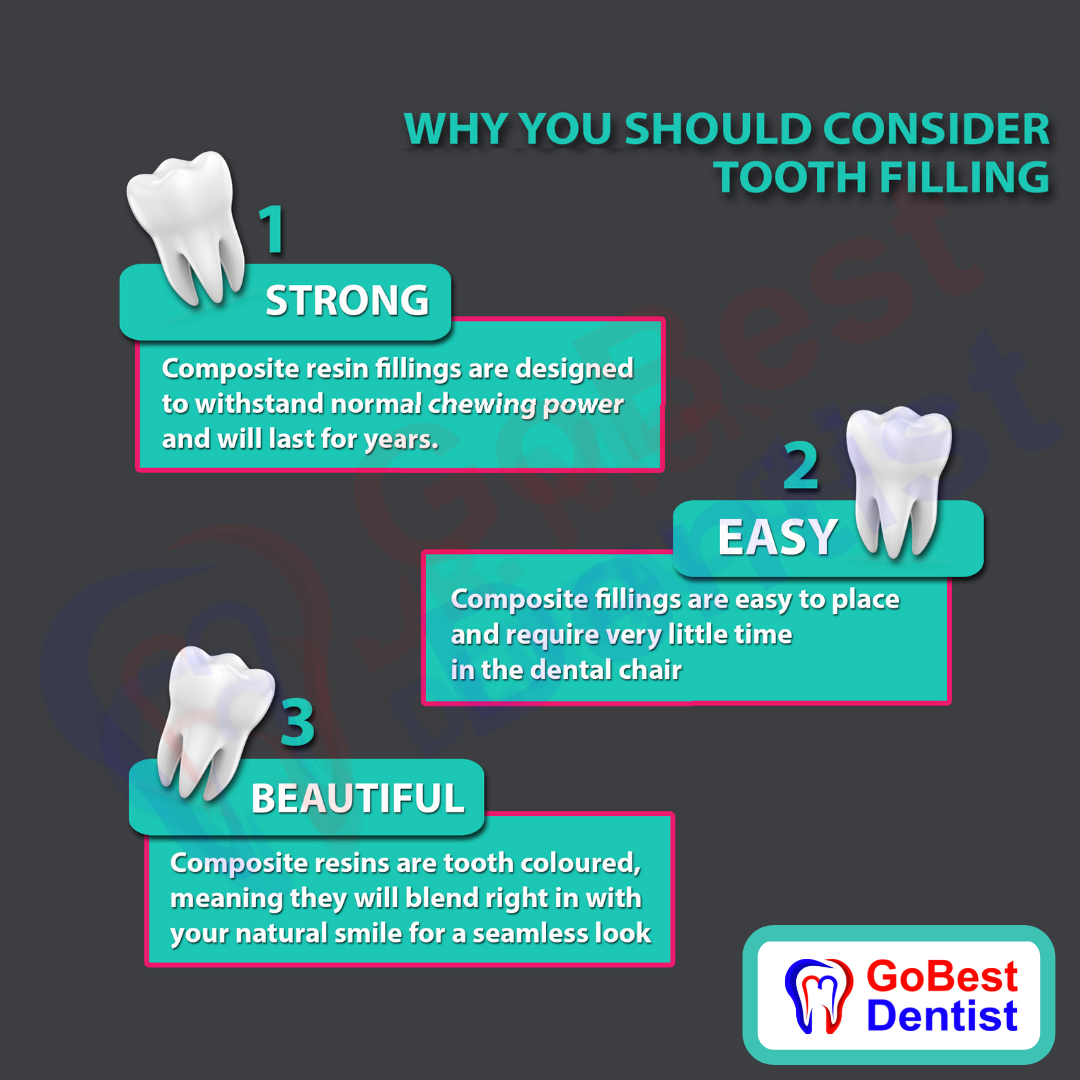 WHY YOU SHOULD CONSIDER
TOOTH FILLING
1
STRONG
Composite resin fillings are designed
to withstand normal chewing power
and will last for years.
2
EASY
Composite fillings are easy to place
and require very little time
in the dental chair
3
BEAUTIFUL
Composite resins are tooth coloured,
meaning they will blend right in with
your natural smile for a seamless look
GoBest
Dentist
GoBest
Dentist